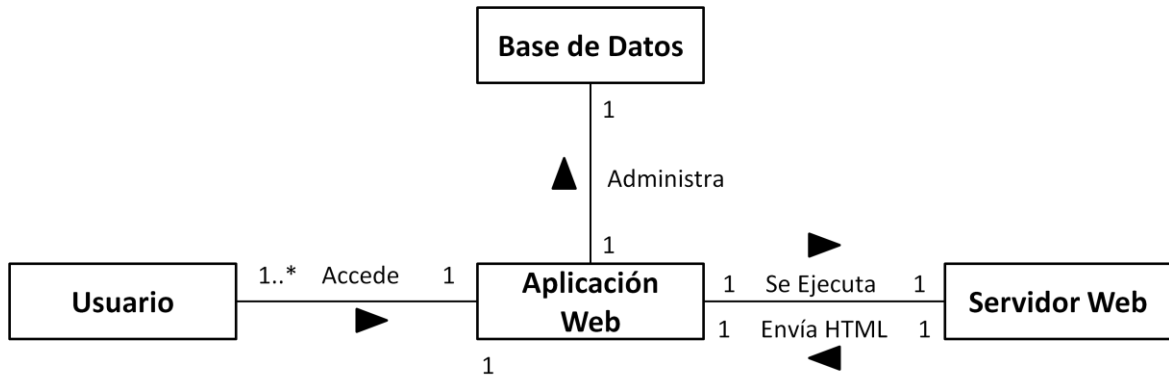 Base de Datos
1
Administra
1
Usuario
1..* Accede 1
Aplicación
Web
1 Se Ejecuta 1
1 Envía HTML 1
Servidor Web
1